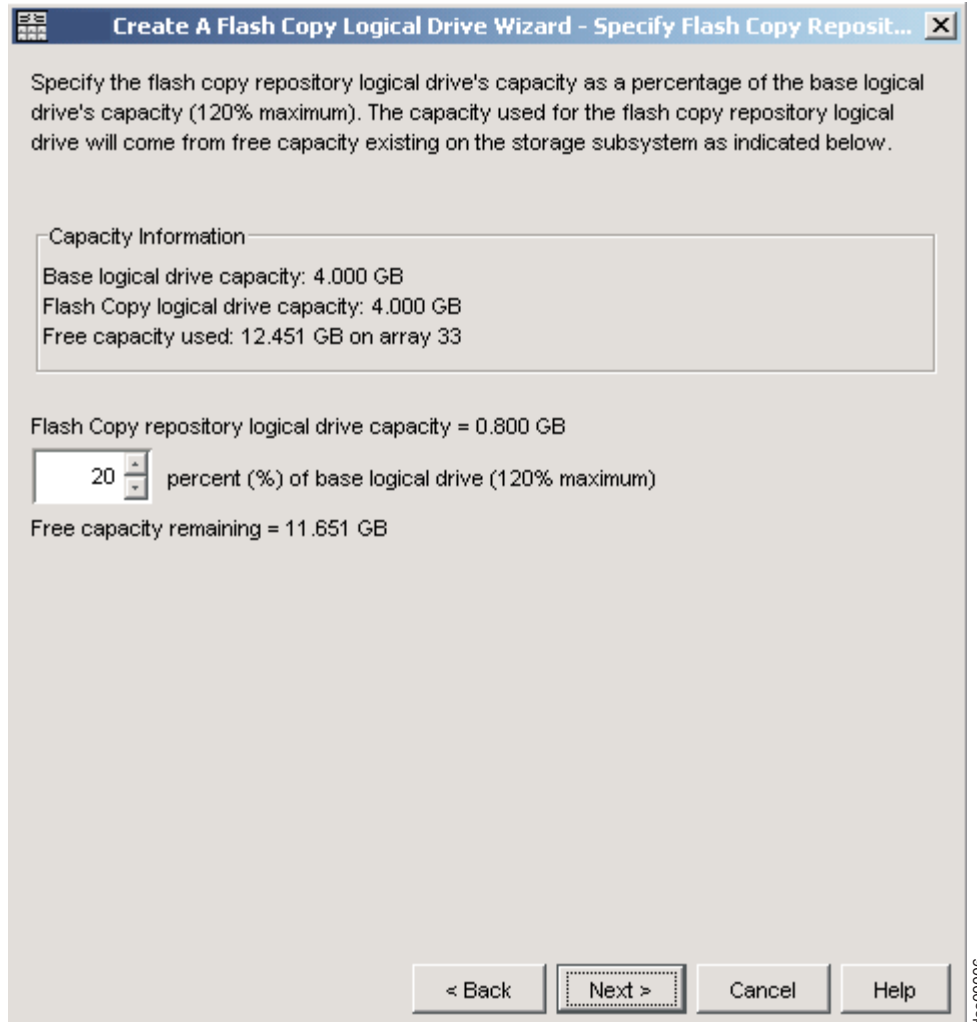 Create A Flash Copy Logical Drive Wizard - Specify Flash Copy Reposit...
Specify the flash copy repository logical drive's capacity as a percentage of the base logical
drive's capacity (120% maximum). The capacity used for the flash copy repository logical
drive will come from free capacity existing on the storage subsystem as indicated below.
Capacity Information
Base logical drive capacity: 4.000 GB
Flash Copy logical drive capacity: 4.000 GB
Free capacity used: 12.451 GB on array 33
Flash Copy repository logical drive capacity = 0.800 GB
20 percent (%) of base logical drive (120% maximum)
Free capacity remaining = 11.651 GB
< Back Next > Cancel Help